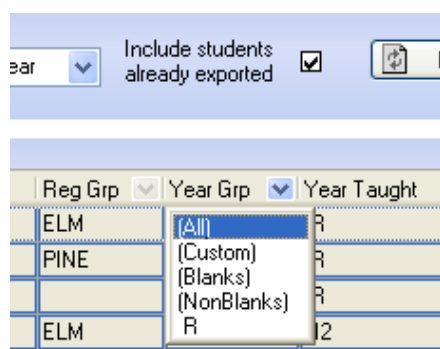 Include students
ear already exported
Reg Grp Year Grp Year Taught
ELM (All) R
PINE (Custom) R
(Blanks)
(NonBlanks) R
ELM R